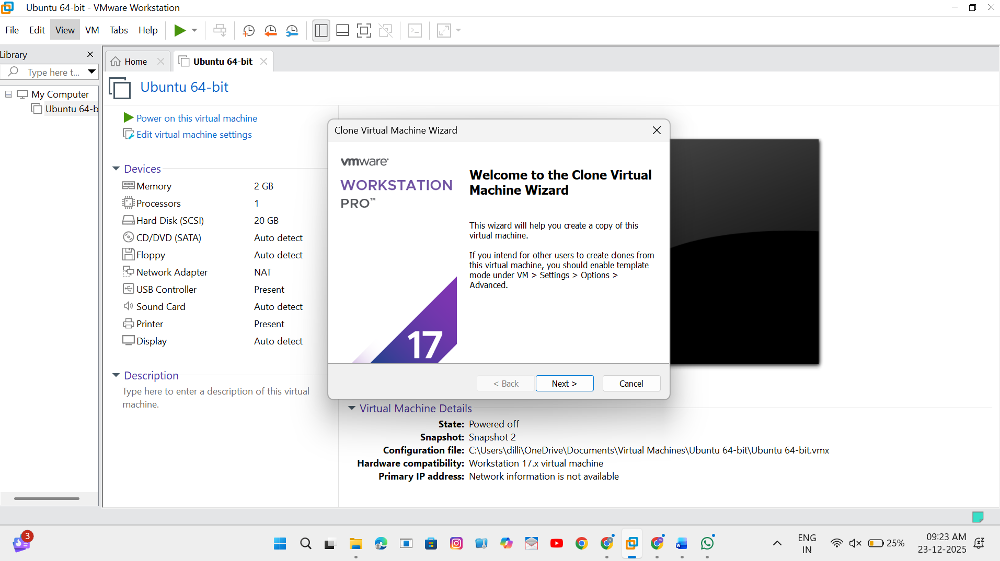 Ubuntu 64-bit - VMware Workstation
File Edit View VM Tabs Help
Library
Type here t...
My Computer
Ubuntu 64-b
Home
Ubuntu 64-bit
Ubuntu 64-bit
Power on this virtual machine
Edit virtual machine settings
Devices
Memory 2 GB
Processors 1
Hard Disk (SCSI) 20 GB
CD/DVD (SATA) Auto detect
Floppy Auto detect
Network Adapter NAT
USB Controller Present
Sound Card Auto detect
Printer Present
Display Auto detect
Description
Type here to enter a description of this virtual
machine.
Clone Virtual Machine Wizard
vmware®
WORKSTATION
PRO™
17
Welcome to the Clone Virtual
Machine Wizard
This wizard will help you create a copy of this
virtual machine.
If you intend for other users to create clones from
this virtual machine, you should enable template
mode under VM > Settings > Options >
Advanced.
< Back Next > Cancel
Virtual Machine Details
State: Powered off
Snapshot: Snapshot 2
Configuration file: C:\Users\dilli\OneDrive\Documents\Virtual Machines\Ubuntu 64-bit\Ubuntu 64-bit.vmx
Hardware compatibility: Workstation 17.x virtual machine
Primary IP address: Network information is not available
3
ENG
IN
25%
09:23 AM
23-12-2025